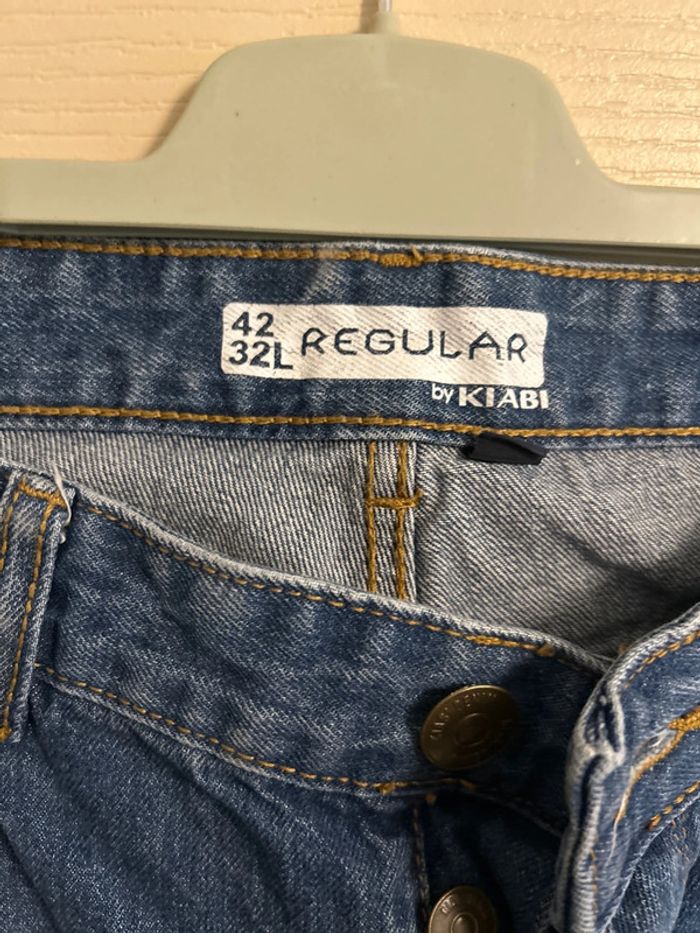 42
32L REGULAR
by KIABI